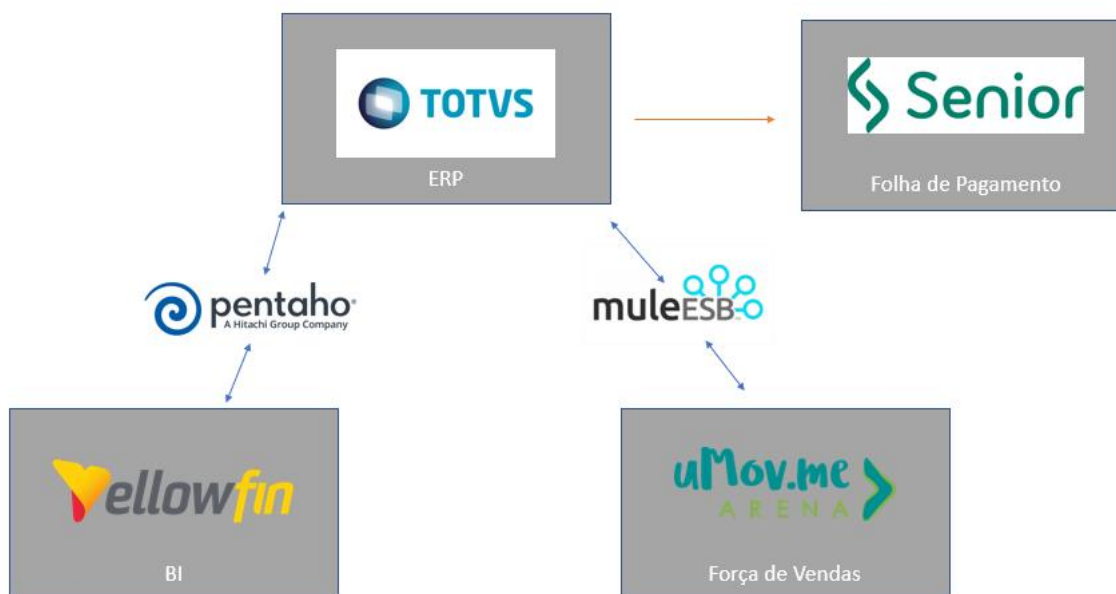 TOTVS
ERP
Senior
Folha de Pagamento
pentaho
A Hitachi Group Company
muleESB
Yellowfin
BI
uMov.me
ARENA
Força de Vendas